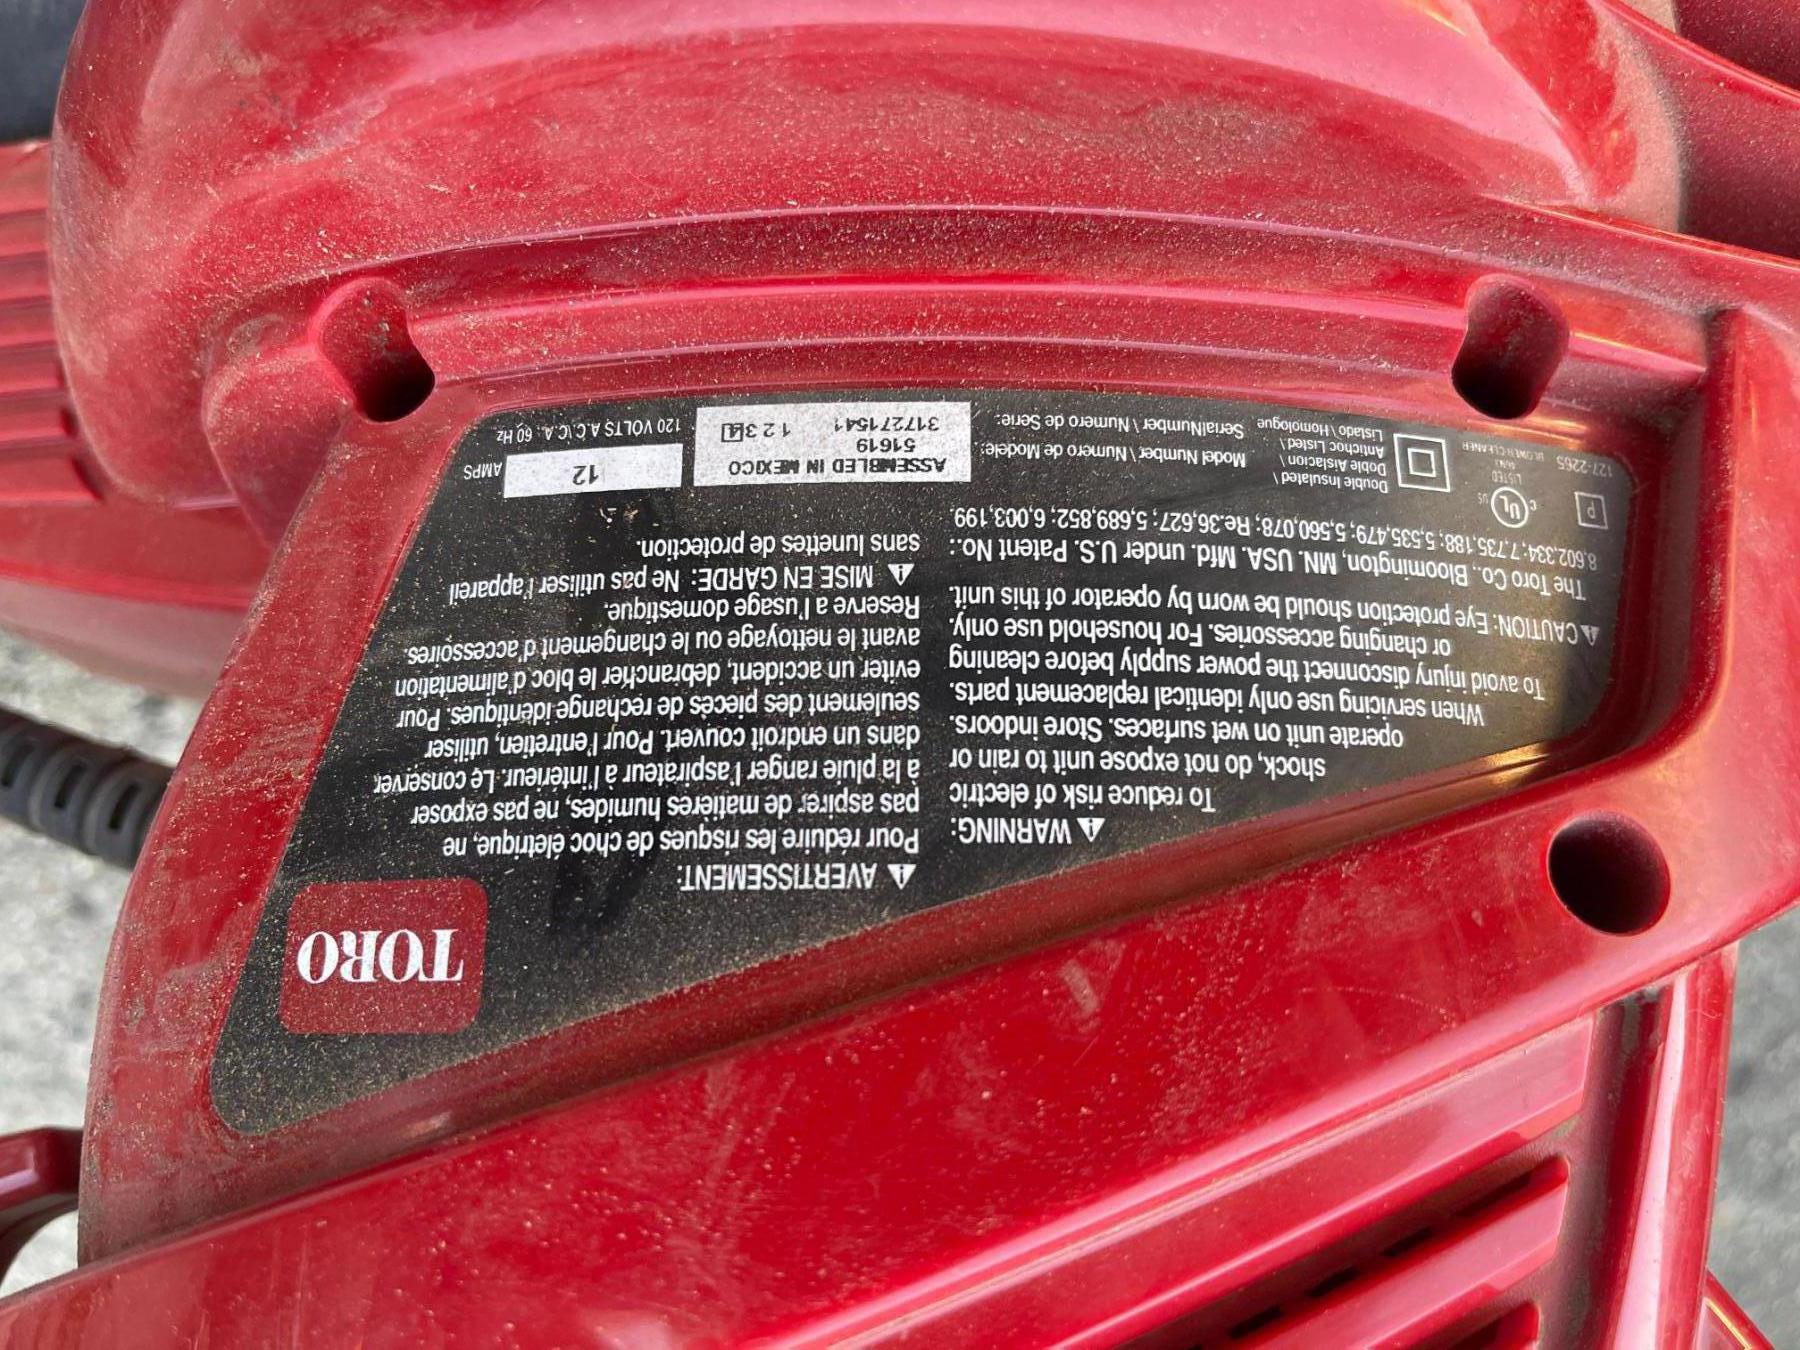 TORO
⚠ AVERTISSEMENT:
Pour réduire les risques de choc életrique, ne
pas aspirer de matières humides, ne pas exposer
à la pluie ranger l'aspirateur à l'intérieur. Le conserver
dans un endroit couvert. Pour l'entretien, utiliser
seulement des piecès de rechange identiques. Pour
eviter un accident, debrancher le bloc d'alimentation
avant le nettoyage ou le changement d'accessoires.
Reserve a l'usage domestique.
⚠ MISE EN GARDE: Ne pas utiliser l'appareil
sans lunettes de protection.
⚠ WARNING:
To reduce risk of electric
shock, do not expose unit to rain or
operate unit on wet surfaces. Store indoors.
When servicing use only identical replacement parts.
To avoid injury disconnect the power supply before cleaning
or changing accessories. For household use only.
⚠ CAUTION: Eye protection should be worn by operator of this unit.
The Toro Co., Bloomington, MN. USA. Mfd. under U.S. Patent No.:
8,602,334; 7,735,188; 5,535,479; 5,560,078; Re.36,627; 5,689,852; 6,003,199
P
C UL US
LISTED
BLOWER CLEANER
127-2265
Double Insulated\
Doble Aislacion\
Antichoc Listed\
Listado \ Homologue
Model Number\ Numero de Modele:
SerialNumber \ Numero de Serie:
ASSEMBLED IN MEXICO
51619
317271541 1 2 3 4
12
AMPS
120 VOLTS A.C.\C.A. 60 Hz